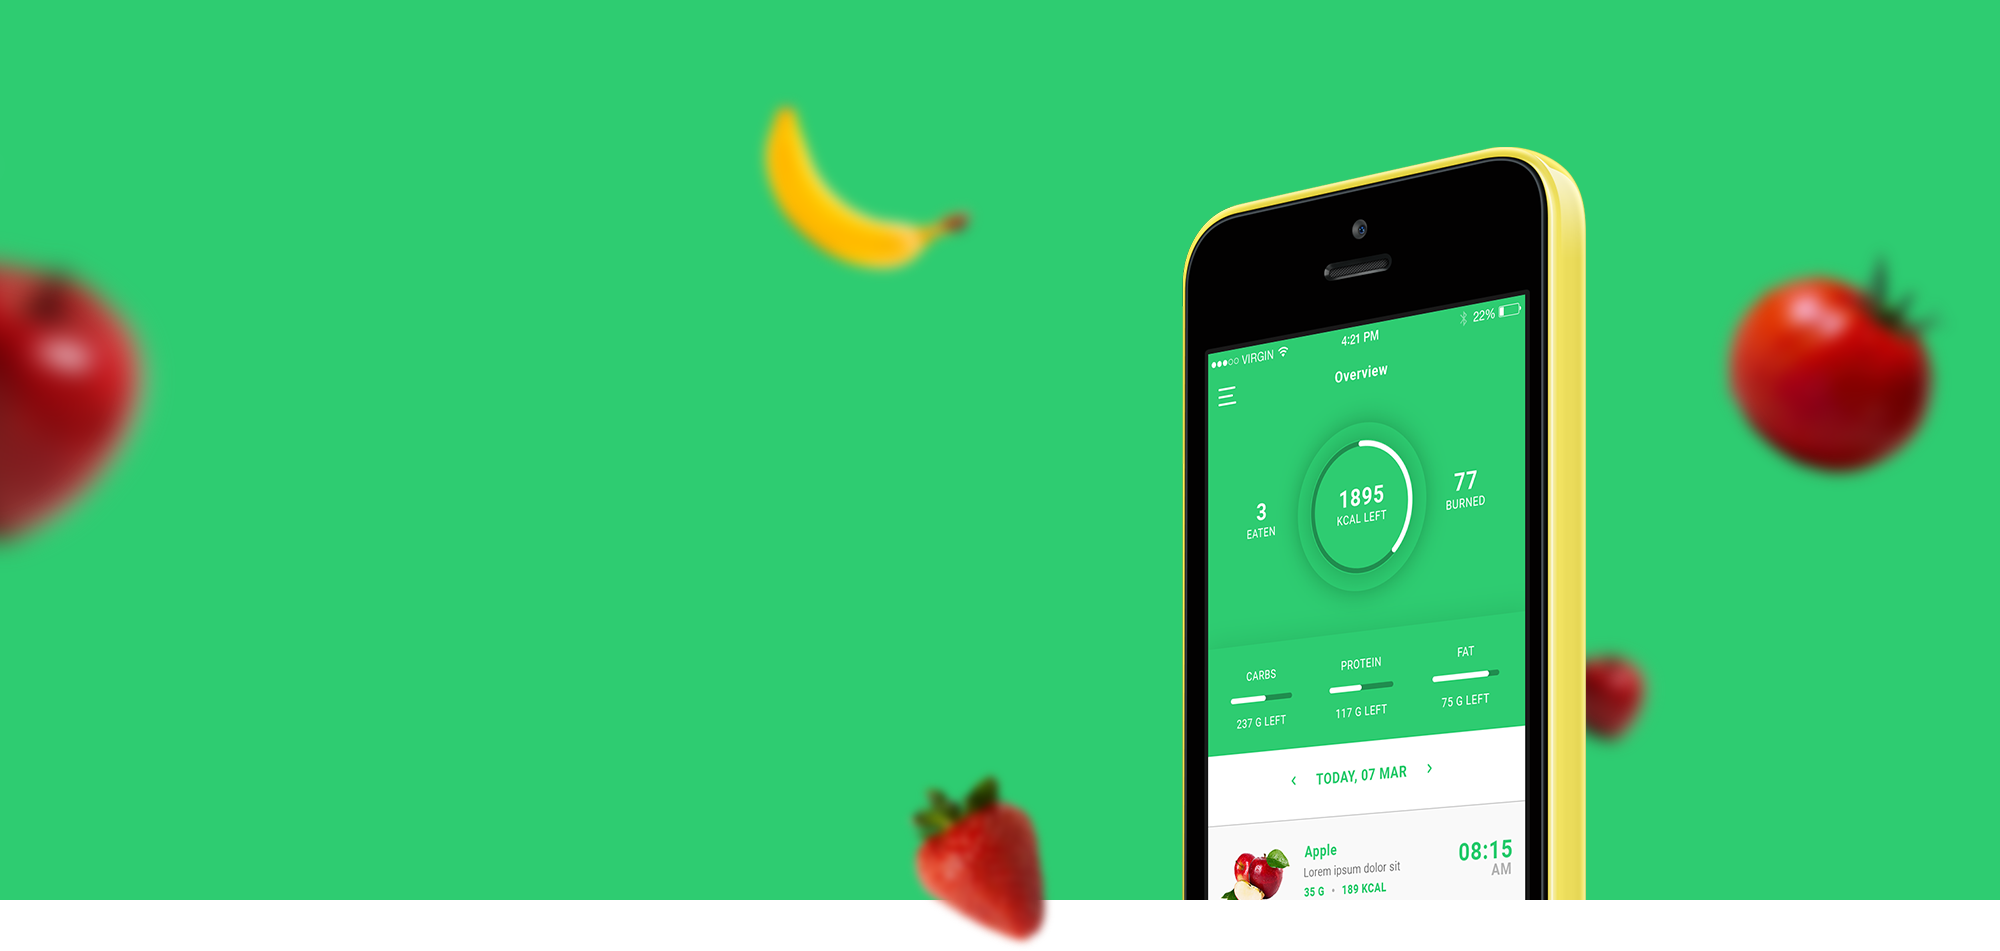 VIRGIN
4:21 PM
22%
Overview
3
EATEN
1895
KCAL LEFT
77
BURNED
CARBS
237 G LEFT
PROTEIN
117 G LEFT
FAT
75 G LEFT
‹ TODAY, 07 MAR ›
Apple
Lorem ipsum dolor sit
35 G • 189 KCAL
08:15
AM